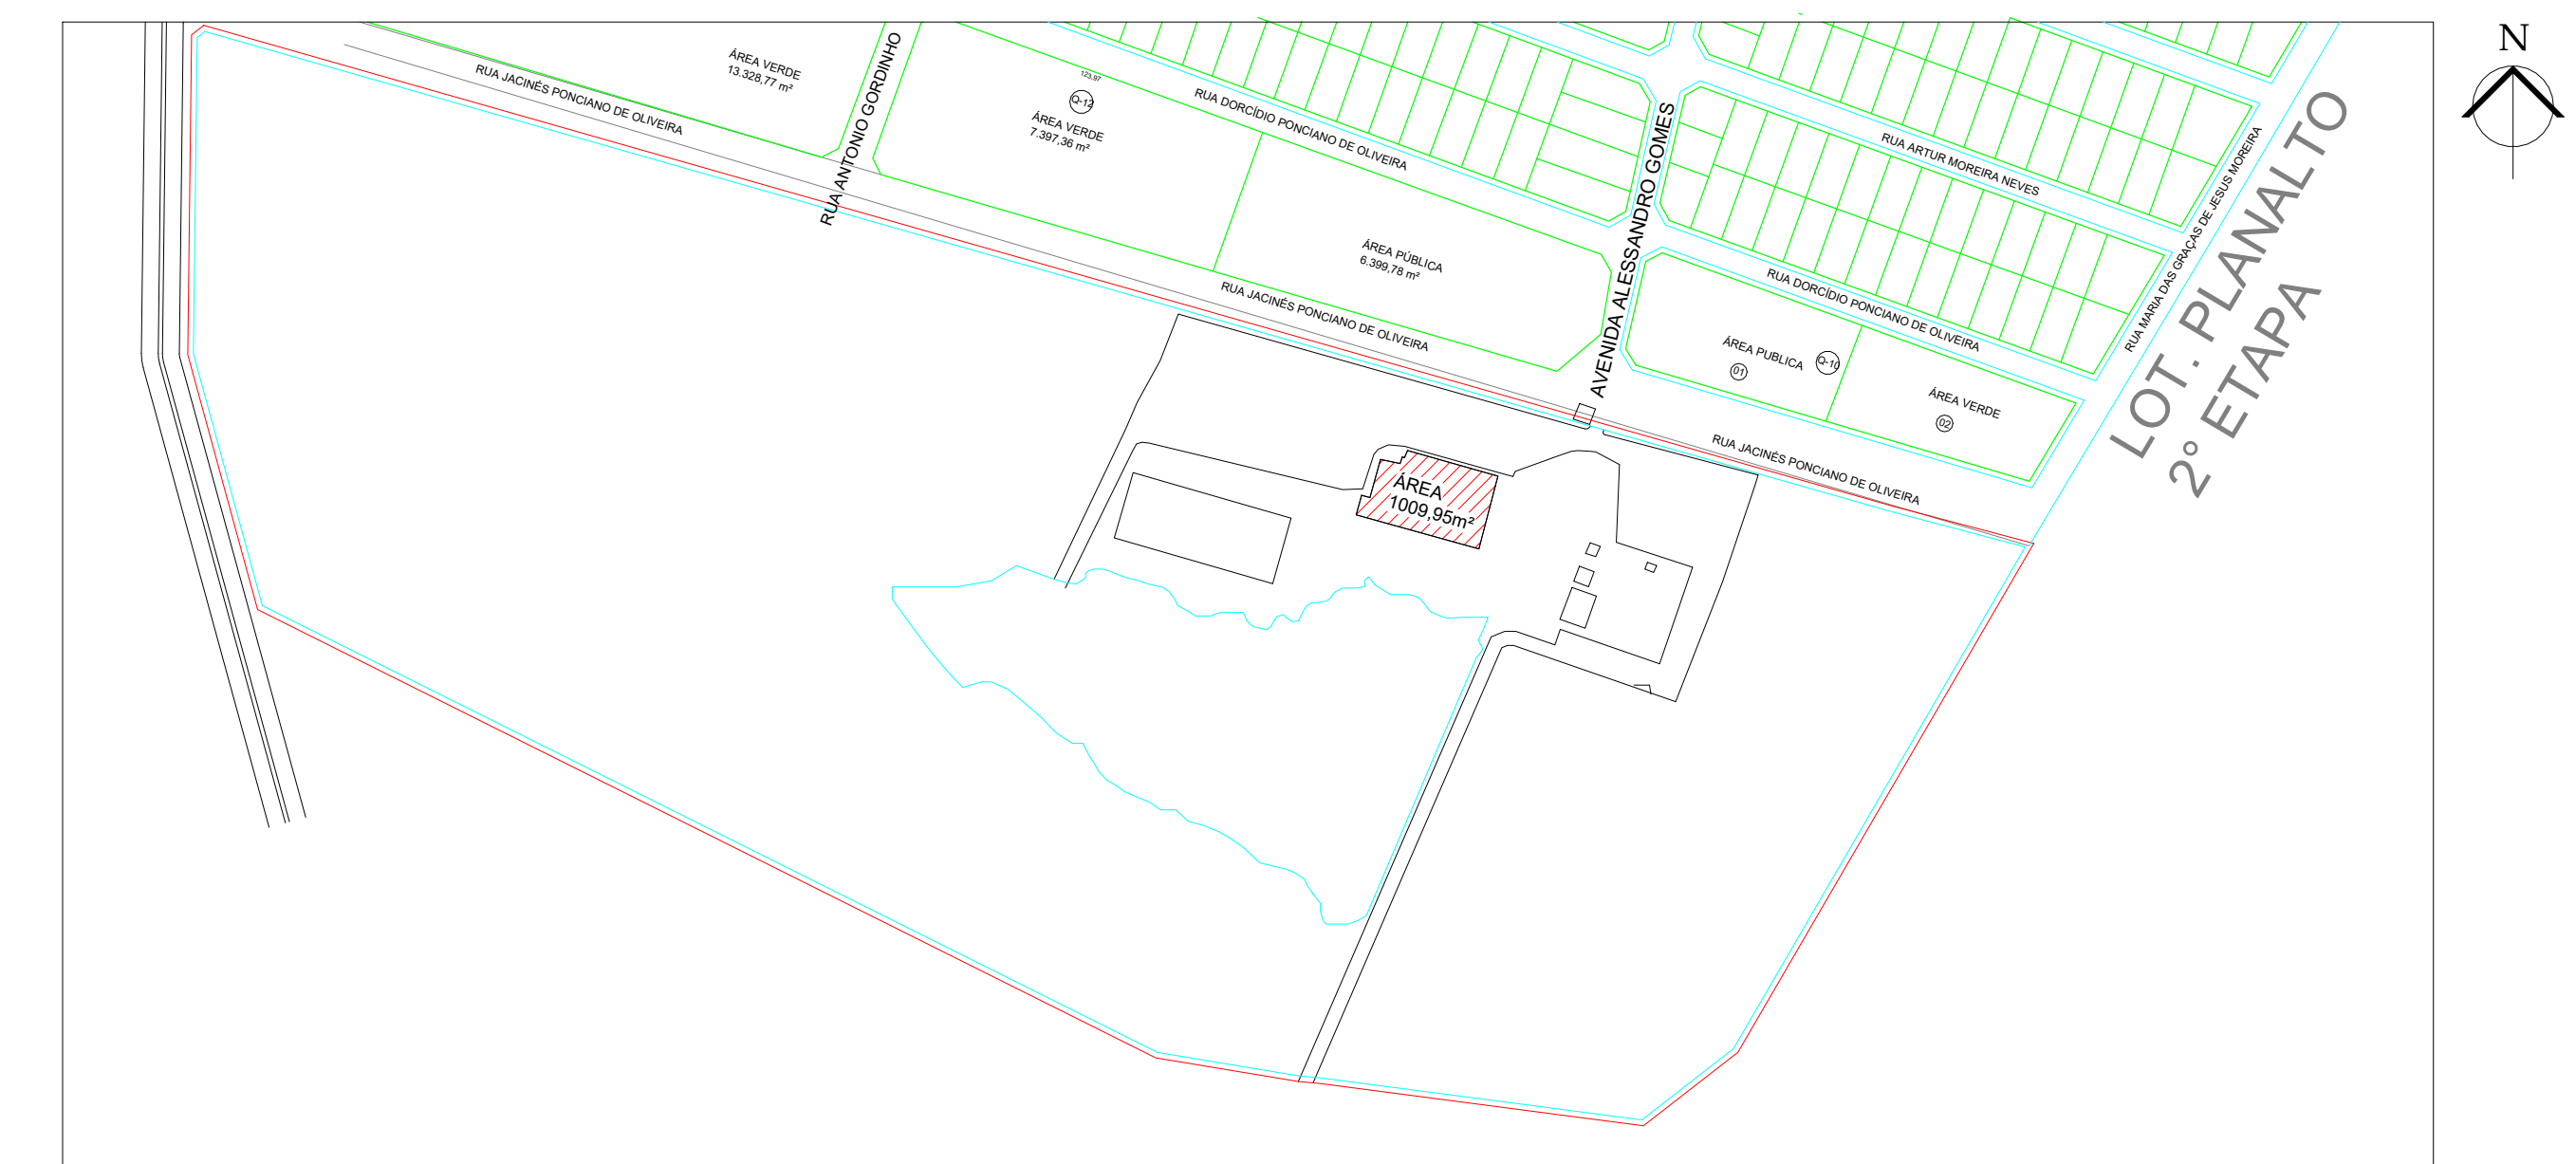 N
ÁREA VERDE
13.328,77 m²
RUA JACINÉS PONCIANO DE OLIVEIRA
RUA ANTONIO GORDINHO
123,97
Q-12
ÁREA VERDE
7.397,36 m²
RUA DORCÍDIO PONCIANO DE OLIVEIRA
AVENIDA ALESSANDRO GOMES
RUA ARTUR MOREIRA NEVES
RUA MARIA DAS GRAÇAS DE JESUS MOREIRA
LOT. PLANALTO
2° ETAPA
ÁREA PÚBLICA
6.399,78 m²
RUA JACINÉS PONCIANO DE OLIVEIRA
RUA DORCÍDIO PONCIANO DE OLIVEIRA
ÁREA PUBLICA
01
Q-10
ÁREA VERDE
02
RUA JACINÉS PONCIANO DE OLIVEIRA
ÁREA
1009,95m²